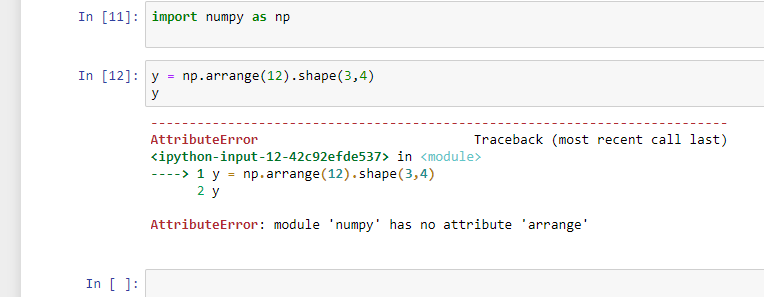 In [11]: import numpy as np
In [12]: y = np.arrange(12).shape(3,4)
y
---------------------------------------------------------------------------
AttributeError Traceback (most recent call last)
<ipython-input-12-42c92efde537> in <module>
----> 1 y = np.arrange(12).shape(3,4)
2 y
AttributeError: module 'numpy' has no attribute 'arrange'
In [ ]: